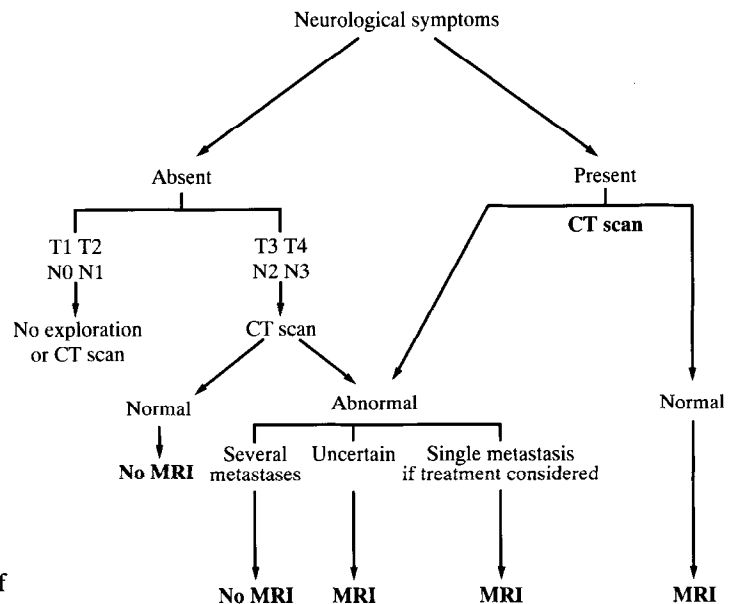 Neurological symptoms
Absent
Present
CT scan
T1 T2
N0 N1
T3 T4
N2 N3
No exploration
or CT scan
CT scan
Normal
Abnormal
Normal
No MRI
Several
metastases
Uncertain
Single metastasis
if treatment considered
No MRI
MRI
MRI
MRI
f